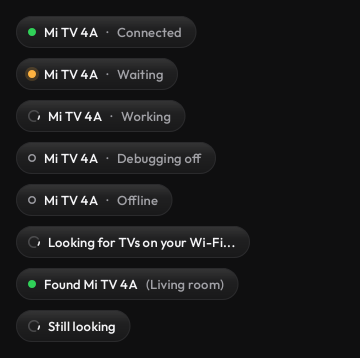 Mi TV 4A · Connected
Mi TV 4A · Waiting
Mi TV 4A · Working
Mi TV 4A · Debugging off
Mi TV 4A · Offline
Looking for TVs on your Wi-Fi...
Found Mi TV 4A (Living room)
Still looking